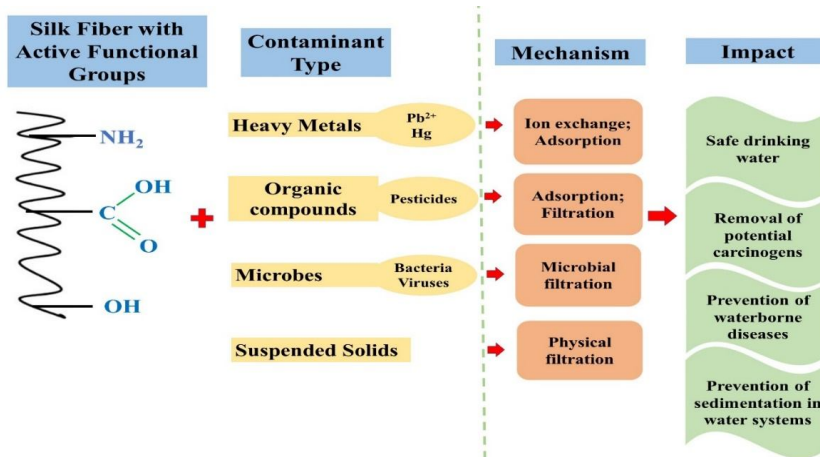 Silk Fiber with
Active Functional
Groups
NH₂
OH
C
O
OH
Contaminant
Type
Heavy Metals
Pb²⁺
Hg
Organic
compounds
Pesticides
Microbes
Bacteria
Viruses
Suspended Solids
Mechanism
Ion exchange;
Adsorption
Adsorption;
Filtration
Microbial
filtration
Physical
filtration
Impact
Safe drinking
water
Removal of
potential
carcinogens
Prevention of
waterborne
diseases
Prevention of
sedimentation in
water systems